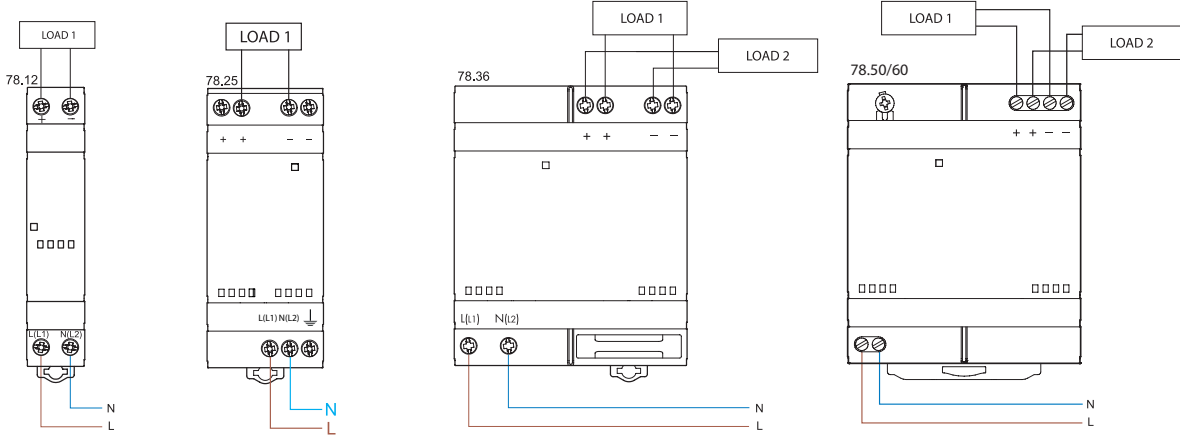 LOAD 1
78.12
+ −
L(L1) N(L2)
N
L
LOAD 1
78.25
+ + − −
L(L1) N(L2)
N
L
LOAD 1
LOAD 2
78.36
+ + − −
L(L1) N(L2)
N
L
LOAD 1
LOAD 2
78.50/60
+ + − −
N
L